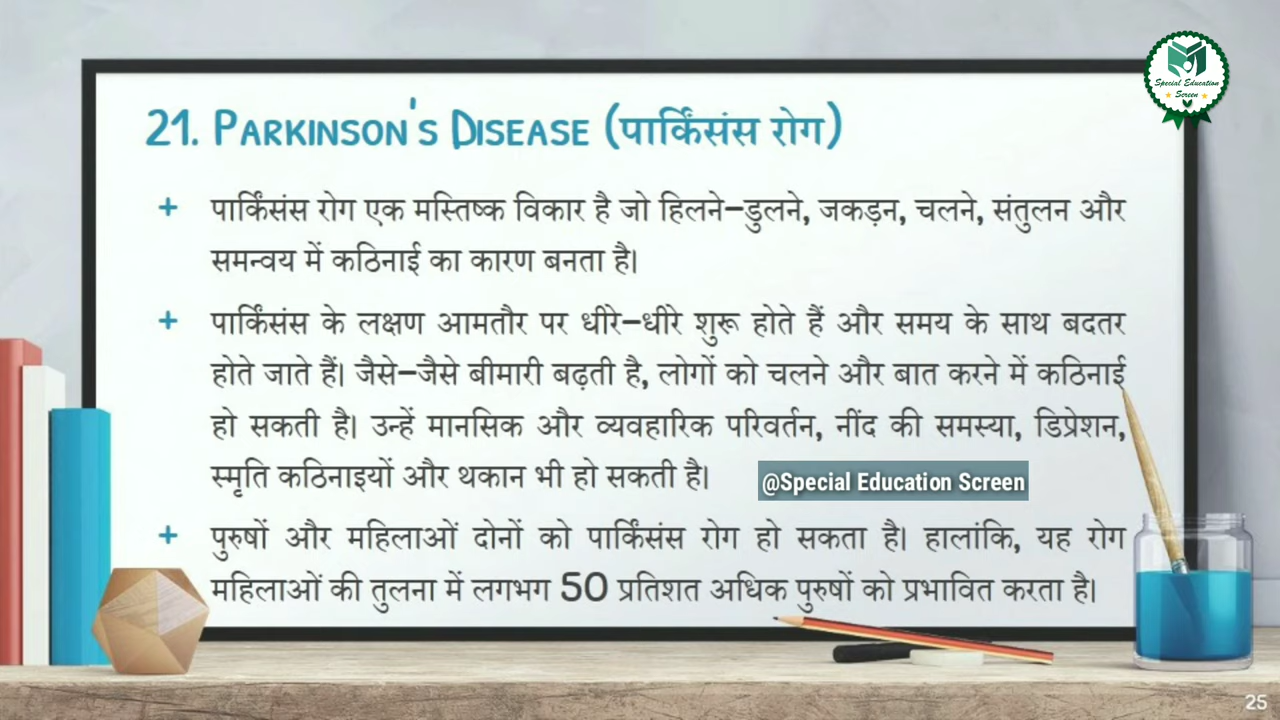 Special Education
Screen
21. PARKINSON'S DISEASE (पार्किंसंस रोग)
+ पार्किंसंस रोग एक मस्तिष्क विकार है जो हिलने–डुलने, जकड़न, चलने, संतुलन और
समन्वय में कठिनाई का कारण बनता है।
+ पार्किंसंस के लक्षण आमतौर पर धीरे–धीरे शुरू होते हैं और समय के साथ बदतर
होते जाते हैं। जैसे–जैसे बीमारी बढ़ती है, लोगों को चलने और बात करने में कठिनाई
हो सकती है। उन्हें मानसिक और व्यवहारिक परिवर्तन, नींद की समस्या, डिप्रेशन,
स्मृति कठिनाइयों और थकान भी हो सकती है।
@Special Education Screen
+ पुरुषों और महिलाओं दोनों को पार्किंसंस रोग हो सकता है। हालांकि, यह रोग
महिलाओं की तुलना में लगभग 50 प्रतिशत अधिक पुरुषों को प्रभावित करता है।
25